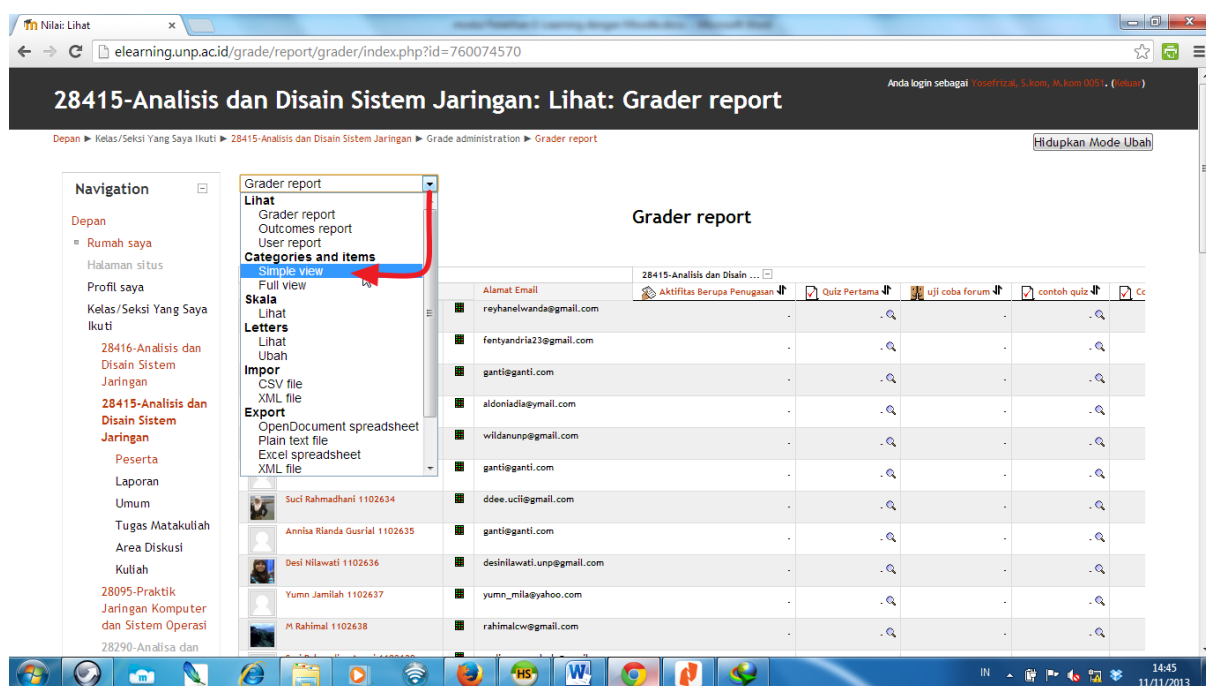 Nilai: Lihat
elearning.unp.ac.id/grade/report/grader/index.php?id=760074570
28415-Analisis dan Disain Sistem Jaringan: Lihat: Grader report
Anda login sebagai Yosefrizal, S.kom, M.kom 0051. (Keluar)
Depan ► Kelas/Seksi Yang Saya Ikuti ► 28415-Analisis dan Disain Sistem Jaringan ► Grade administration ► Grader report
Hidupkan Mode Ubah
Navigation
Depan
Rumah saya
Halaman situs
Profil saya
Kelas/Seksi Yang Saya
Ikuti
28416-Analisis dan
Disain Sistem
Jaringan
28415-Analisis dan
Disain Sistem
Jaringan
Peserta
Laporan
Umum
Tugas Matakuliah
Area Diskusi
Kuliah
28095-Praktik
Jaringan Komputer
dan Sistem Operasi
28290-Analisa dan
Grader report
Lihat
Grader report
Outcomes report
User report
Categories and items
Simple view
Full view
Skala
Lihat
Letters
Lihat
Ubah
Impor
CSV file
XML file
Export
OpenDocument spreadsheet
Plain text file
Excel spreadsheet
XML file
Grader report
28415-Analisis dan Disain ...
Alamat Email Aktifitas Berupa Penugasan Quiz Pertama uji coba forum contoh quiz
reyhanelwanda@gmail.com - - - -
fentyandria23@gmail.com - - - -
ganti@ganti.com - - - -
aldoniadia@ymail.com - - - -
wildanunp@gmail.com - - - -
ganti@ganti.com - - - -
Suci Rahmadhani 1102634 ddee.ucii@gmail.com - - - -
Annisa Rianda Gusrial 1102635 ganti@ganti.com - - - -
Desi Nilawati 1102636 desinilawati.unp@gmail.com - - - -
Yumn Jamilah 1102637 yumn_mila@yahoo.com - - - -
M Rahimal 1102638 rahimalcw@gmail.com - - - -
IN
14:45
11/11/2013